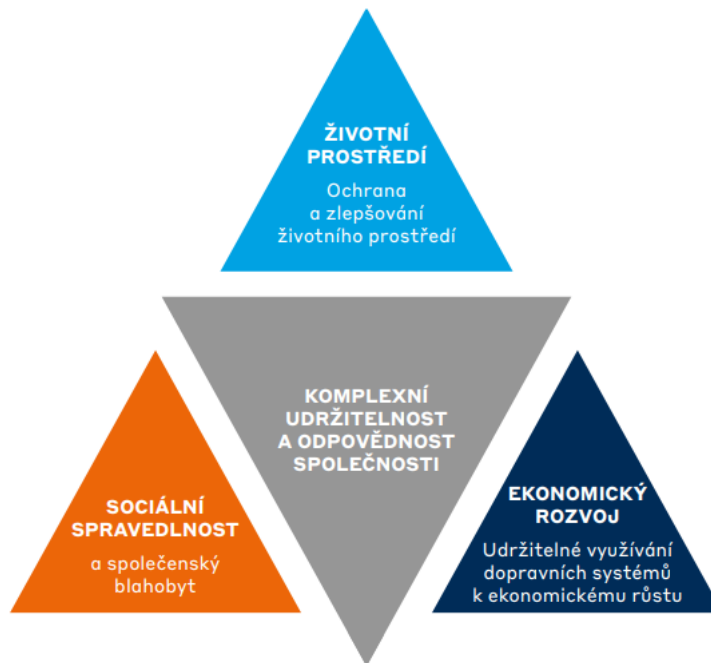 ŽIVOTNÍ
PROSTŘEDÍ
Ochrana
a zlepšování
životního prostředí
KOMPLEXNÍ
UDRŽITELNOST
A ODPOVĚDNOST
SPOLEČNOSTI
SOCIÁLNÍ
SPRAVEDLNOST
a společenský
blahobyt
EKONOMICKÝ
ROZVOJ
Udržitelné využívání
dopravních systémů
k ekonomickému růstu